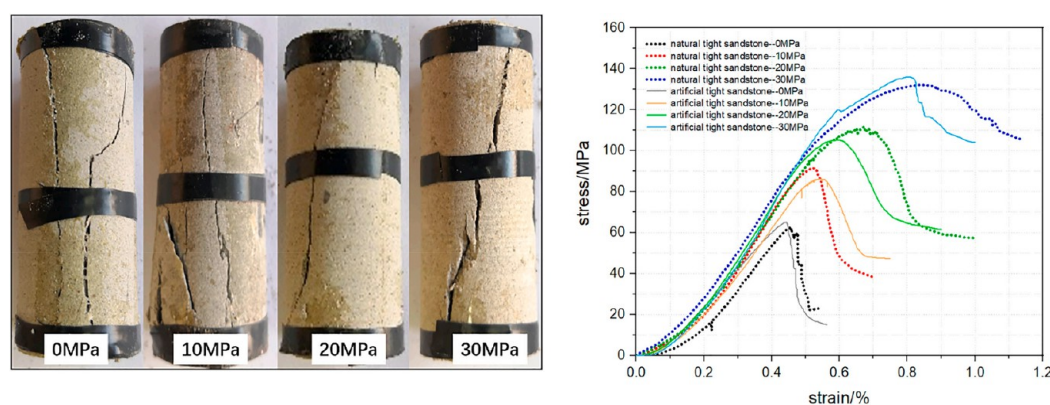 0MPa
10MPa
20MPa
30MPa
160
140
120
100
80
60
40
20
0
stress/MPa
natural tight sandstone--0MPa
natural tight sandstone--10MPa
natural tight sandstone--20MPa
natural tight sandstone--30MPa
artificial tight sandstone--0MPa
artificial tight sandstone--10MPa
artificial tight sandstone--20MPa
artificial tight sandstone--30MPa
0.0 0.2 0.4 0.6 0.8 1.0 1.2
strain/%